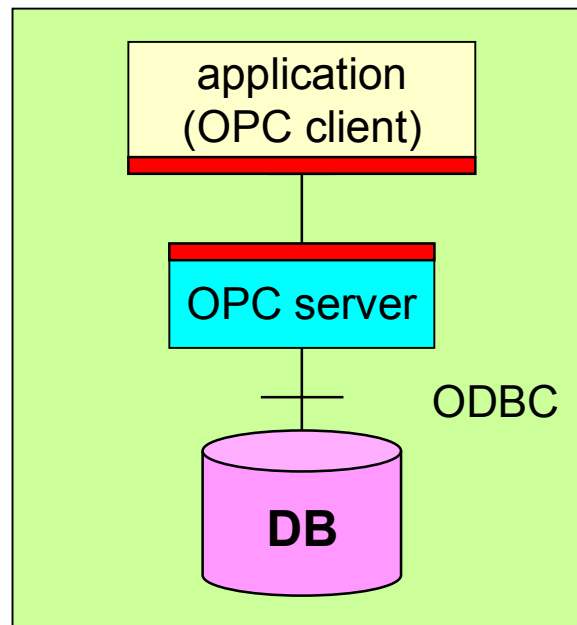 application
(OPC client)
OPC server
ODBC
DB